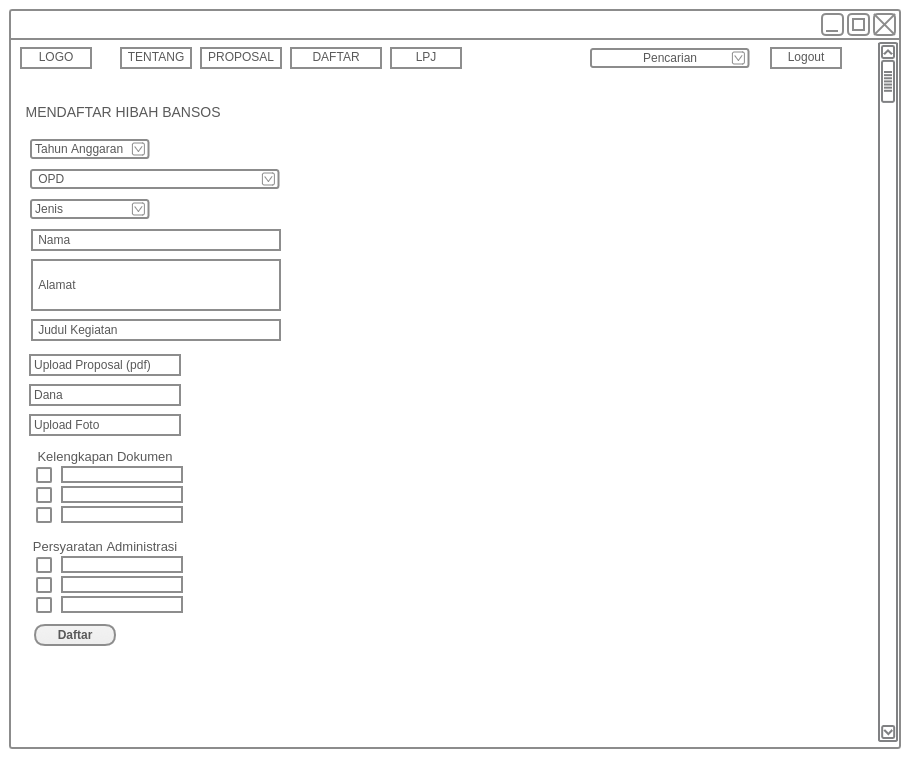 LOGO TENTANG PROPOSAL DAFTAR LPJ Pencarian Logout
MENDAFTAR HIBAH BANSOS
Tahun Anggaran
OPD
Jenis
Nama
Alamat
Judul Kegiatan
Upload Proposal (pdf)
Dana
Upload Foto
Kelengkapan Dokumen
Persyaratan Administrasi
Daftar